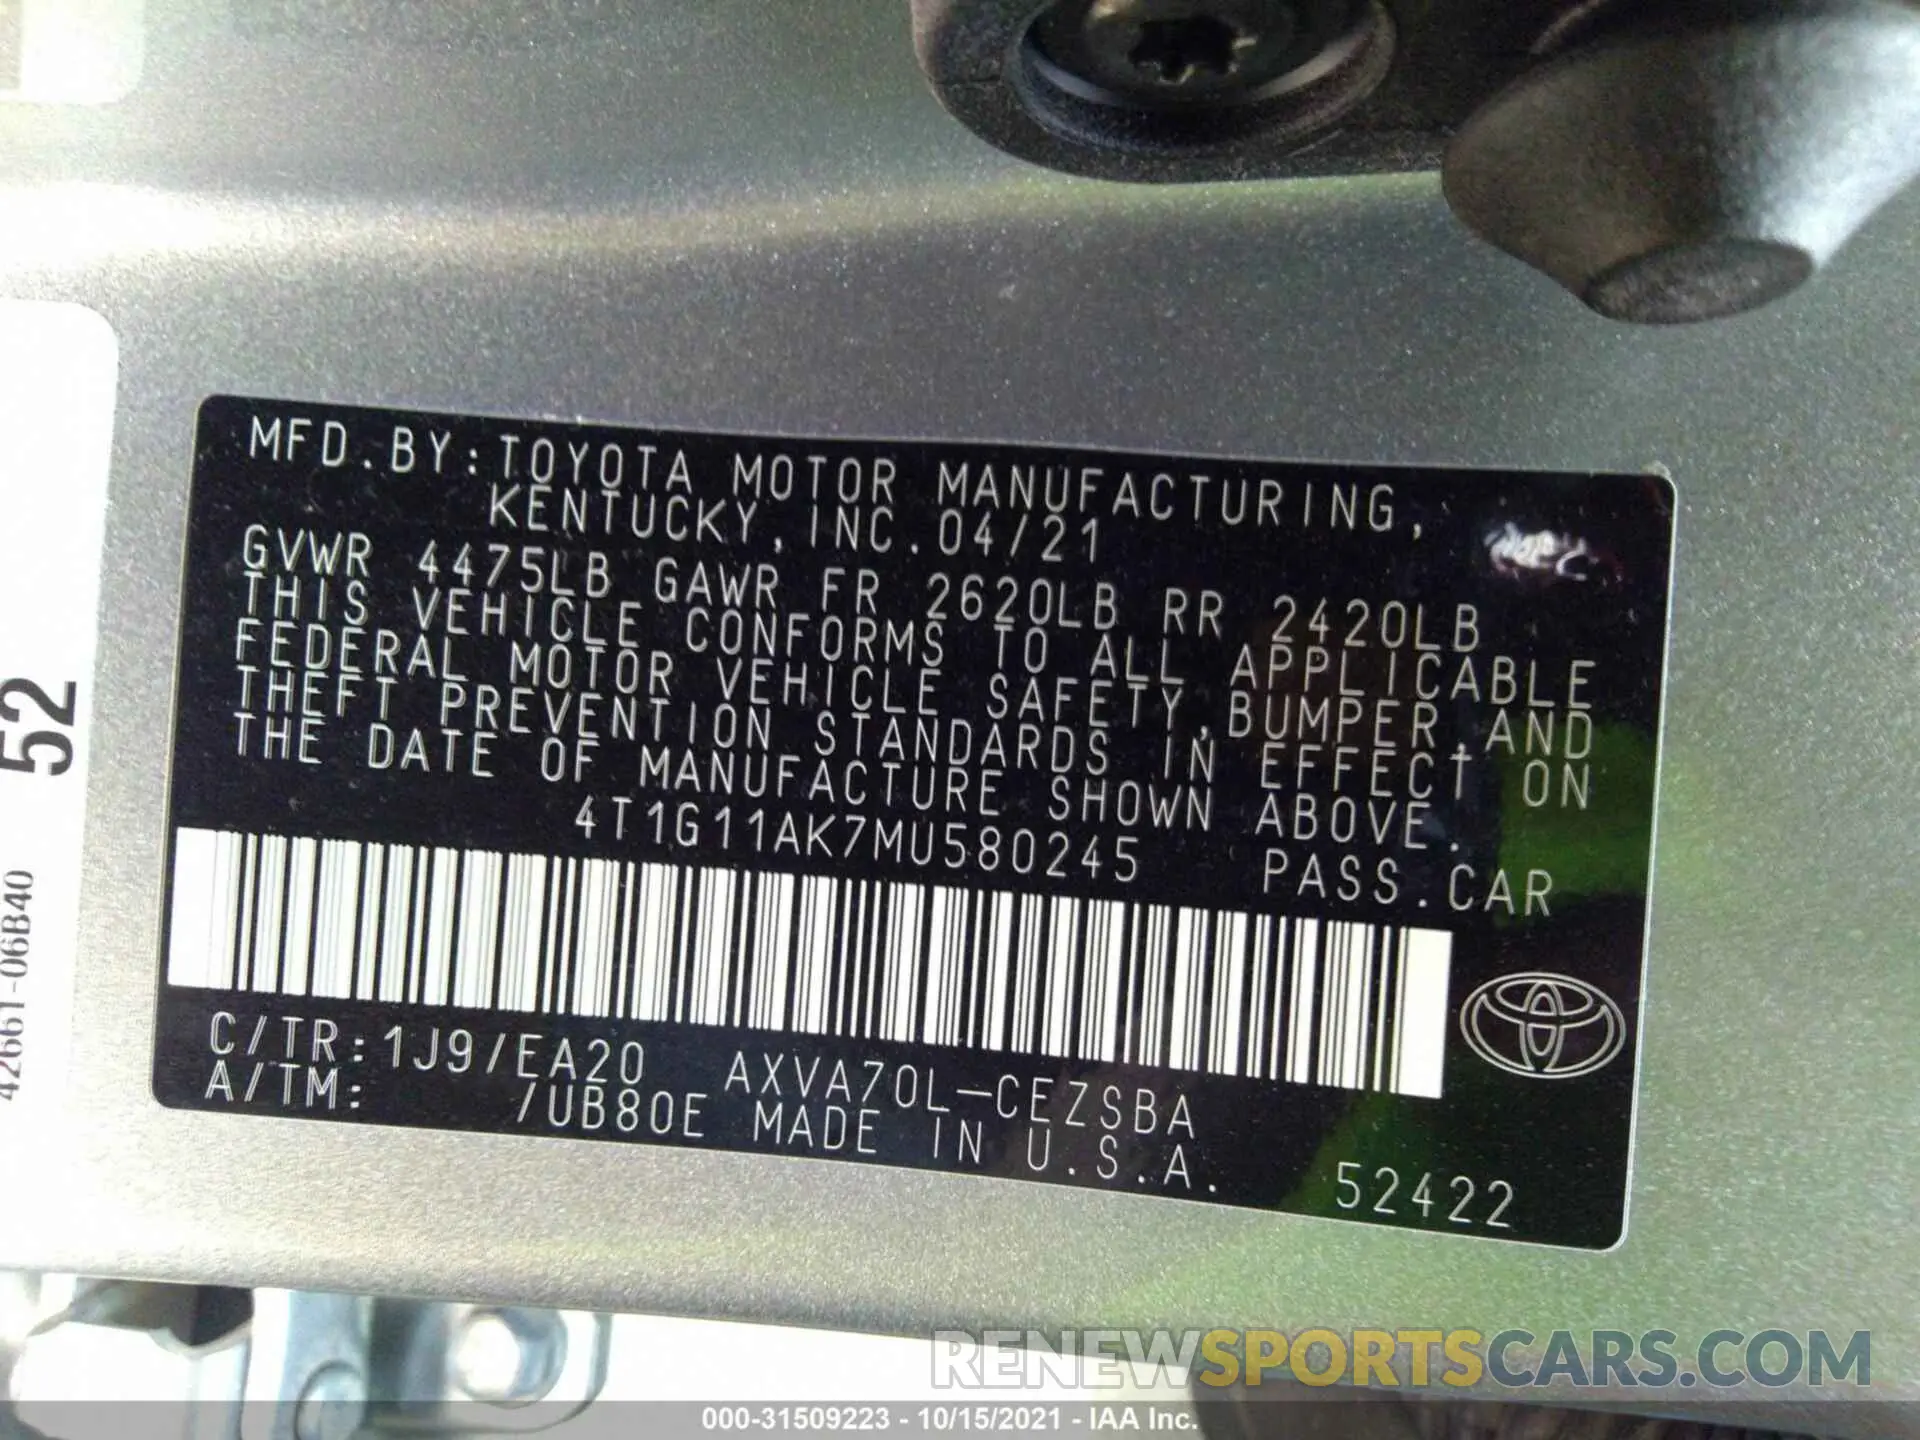 MFD.BY:TOYOTA MOTOR MANUFACTURING,
KENTUCKY,INC.04/21
GVWR 4475LB GAWR FR 2620LB RR 2420LB
THIS VEHICLE CONFORMS TO ALL APPLICABLE
FEDERAL MOTOR VEHICLE SAFETY,BUMPER,AND
THEFT PREVENTION STANDARDS IN EFFECT ON
THE DATE OF MANUFACTURE SHOWN ABOVE.
4T1G11AK7MU580245 PASS.CAR
C/TR:1J9/EA20 AXVA70L-CEZSBA
A/TM: /UB80E MADE IN U.S.A.
52422
52
42661-06B40
RENEWSPORTSCARS.COM
000-31509223 - 10/15/2021 - IAA Inc.